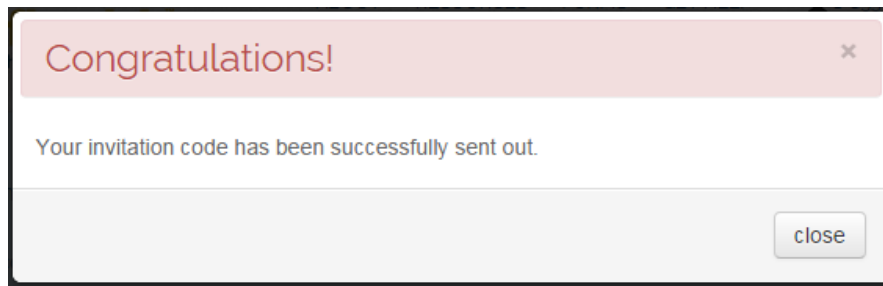 Congratulations!
×
Your invitation code has been successfully sent out.
close